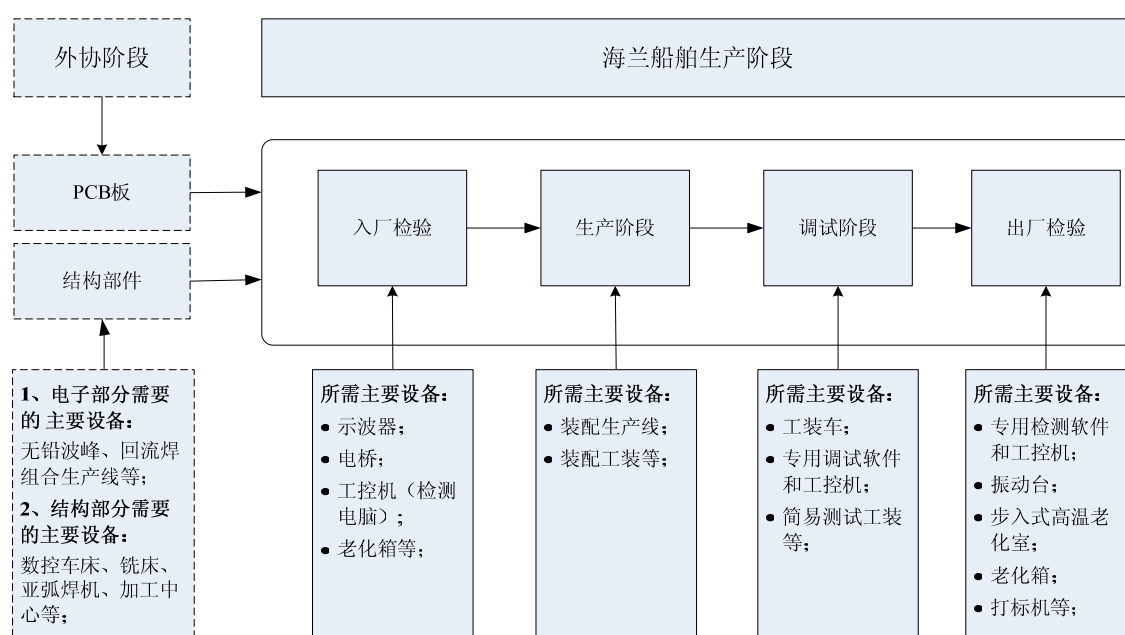 外协阶段
海兰船舶生产阶段
PCB板
结构部件
入厂检验
生产阶段
调试阶段
出厂检验
1、电子部分需要
的 主要设备：
无铅波峰、回流焊
组合生产线等；
2、结构部分需要
的主要设备：
数控车床、铣床、
亚弧焊机、加工中
心等；
所需主要设备：
• 示波器；
• 电桥；
• 工控机（检测
电脑）；
• 老化箱等；
所需主要设备：
• 装配生产线；
• 装配工装等；
所需主要设备：
• 工装车；
• 专用调试软件
和工控机；
• 简易测试工装
等；
所需主要设备：
• 专用检测软件
和工控机；
• 振动台；
• 步入式高温老
化室；
• 老化箱；
• 打标机等；